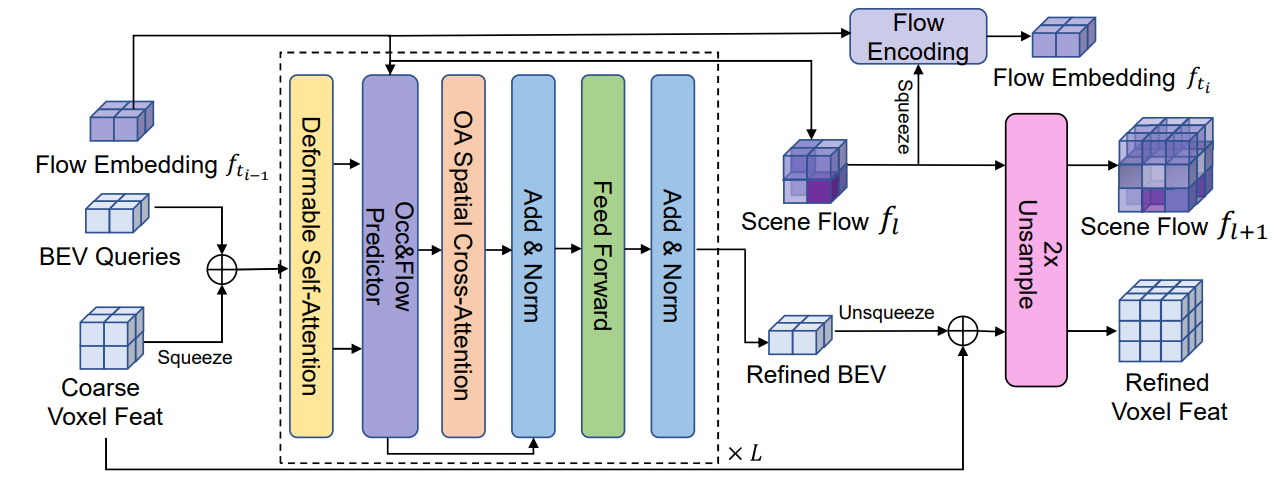 Flow
Encoding
Flow Embedding f_{t_i}
Flow Embedding f_{t_{i-1}}
BEV Queries
Squeeze
Coarse
Voxel Feat
Deformable Self-Attention
Occ&Flow
Predictor
OA Spatial Cross-Attention
Add & Norm
Feed Forward
Add & Norm
× L
Squeeze
Scene Flow f_l
Refined BEV
Unsqueeze
2x
Unsample
Scene Flow f_{l+1}
Refined
Voxel Feat